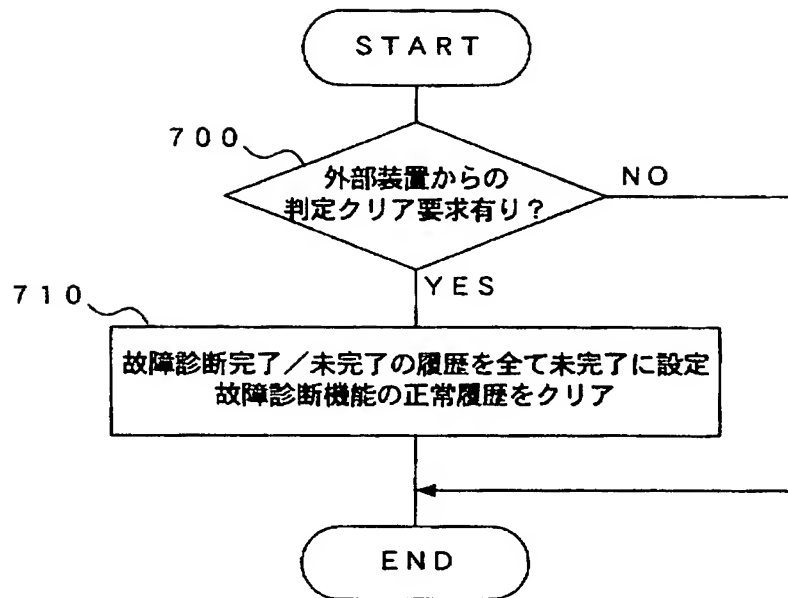 START
700
外部装置からの
判定クリア要求有り？
NO
YES
710
故障診断完了／未完了の履歴を全て未完了に設定
故障診断機能の正常履歴をクリア
END